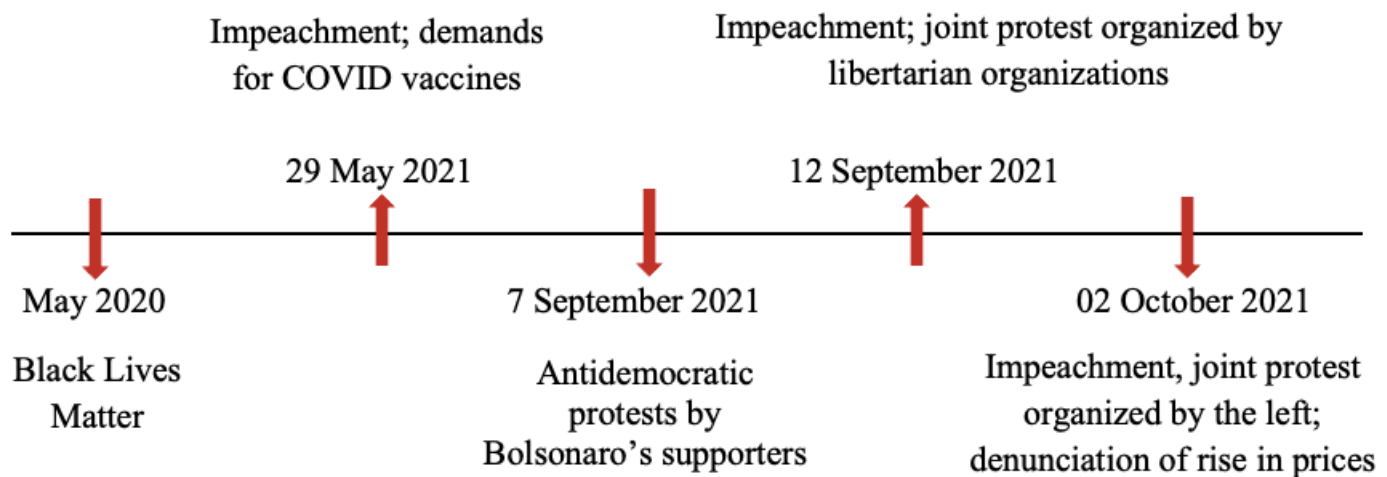 Impeachment; demands
for COVID vaccines
Impeachment; joint protest organized by
libertarian organizations
29 May 2021
12 September 2021
May 2020
7 September 2021
02 October 2021
Black Lives
Matter
Antidemocratic
protests by
Bolsonaro’s supporters
Impeachment, joint protest
organized by the left;
denunciation of rise in prices